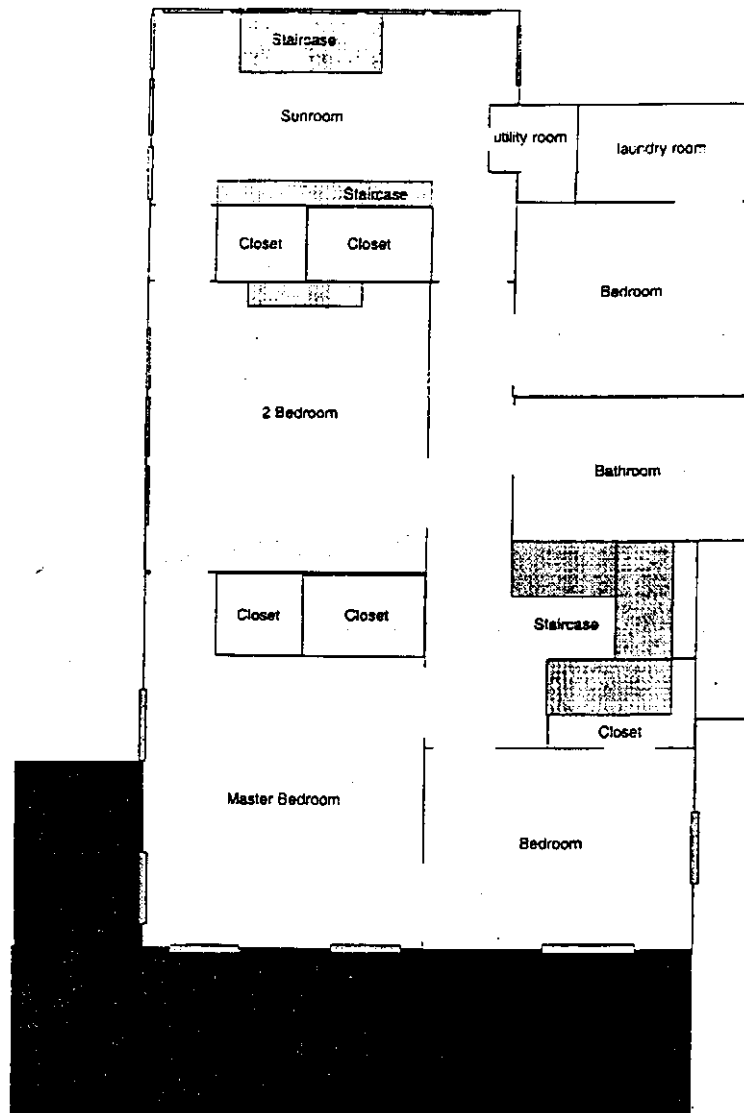 Staircase
Sunroom
utility room
laundry room
Staircase
Closet
Closet
Bedroom
2 Bedroom
Bathroom
Closet
Closet
Staircase
Closet
Master Bedroom
Bedroom